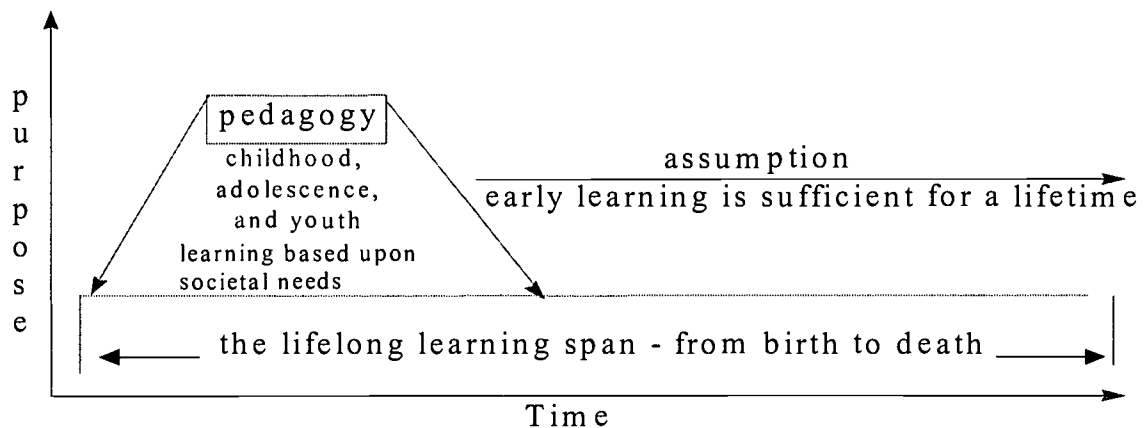 purpose
pedagogy
childhood,
adolescence,
and youth
learning based upon
societal needs
assumption
early learning is sufficient for a lifetime
the lifelong learning span - from birth to death
Time